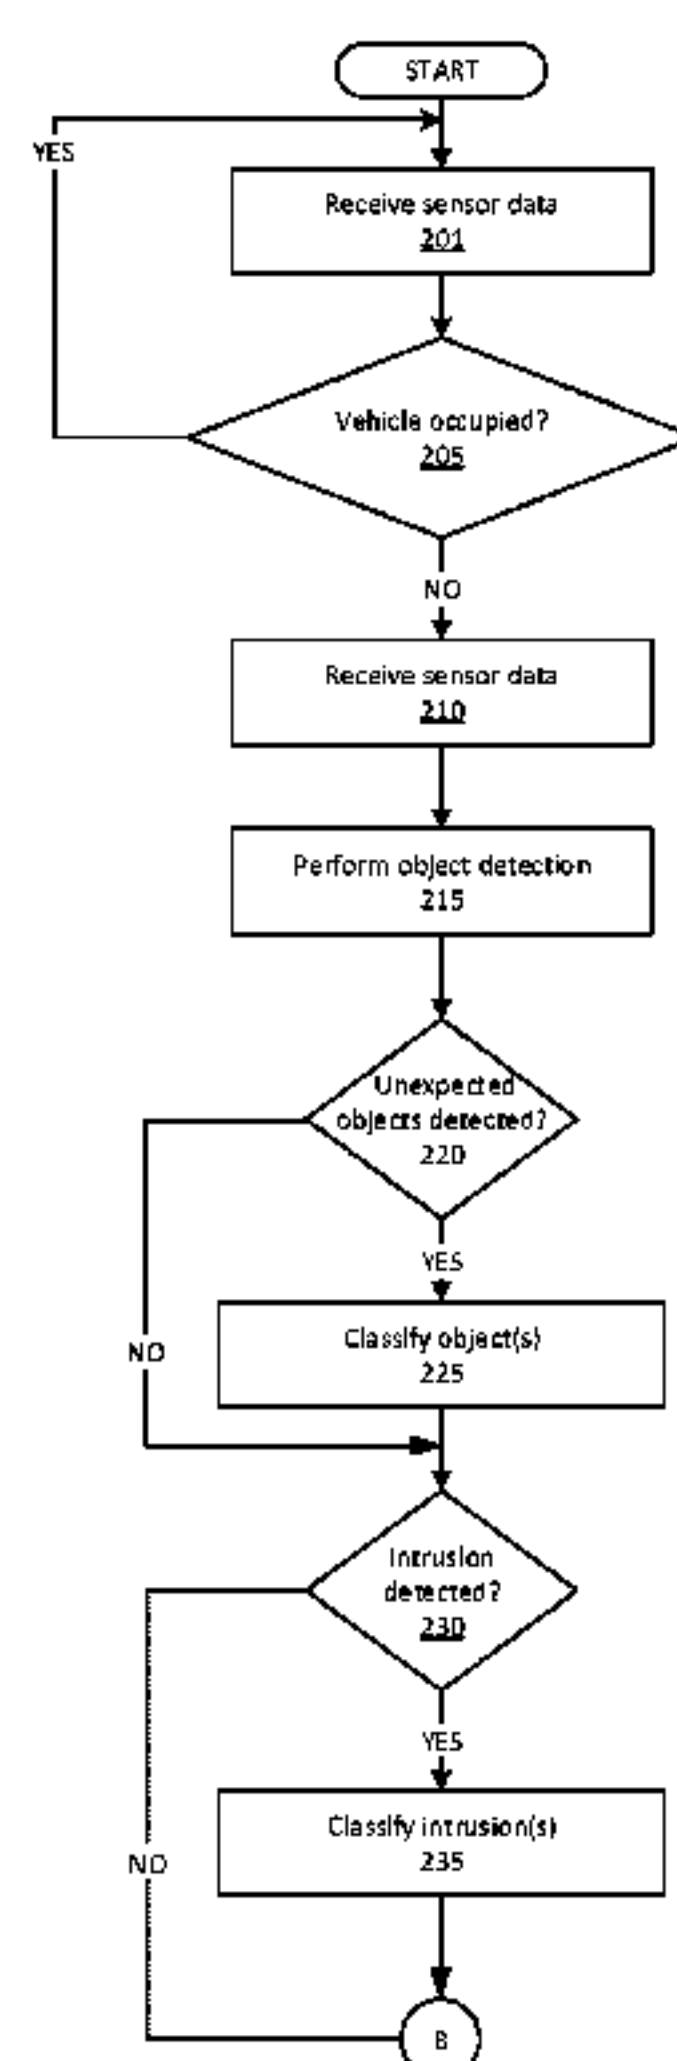 START
YES
Receive sensor data
201
Vehicle occupied?
205
NO
Receive sensor data
210
Perform object detection
215
Unexpected
objects detected?
220
YES
Classify object(s)
225
NO
Intrusion
detected?
230
YES
Classify intrusion(s)
235
NO
B